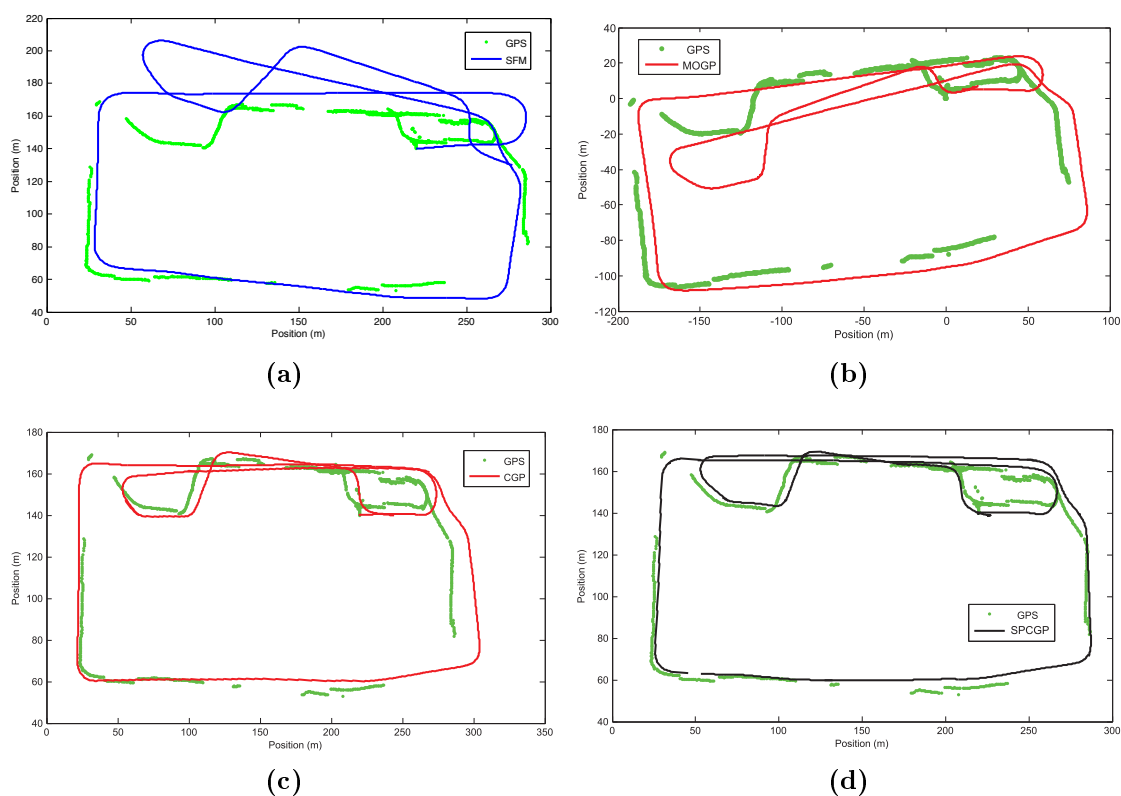 220
200
180
160
140
120
100
80
60
40
Position (m)
0 50 100 150 200 250 300
Position (m)
GPS
SFM
(a)
40
20
0
-20
-40
-60
-80
-100
-120
Position (m)
-200 -150 -100 -50 0 50 100
Position (m)
GPS
MOGP
(b)
180
160
140
120
100
80
60
40
Position (m)
0 50 100 150 200 250 300 350
Position (m)
GPS
CGP
(c)
180
160
140
120
100
80
60
40
Position (m)
0 50 100 150 200 250 300
Position (m)
GPS
SPCGP
(d)